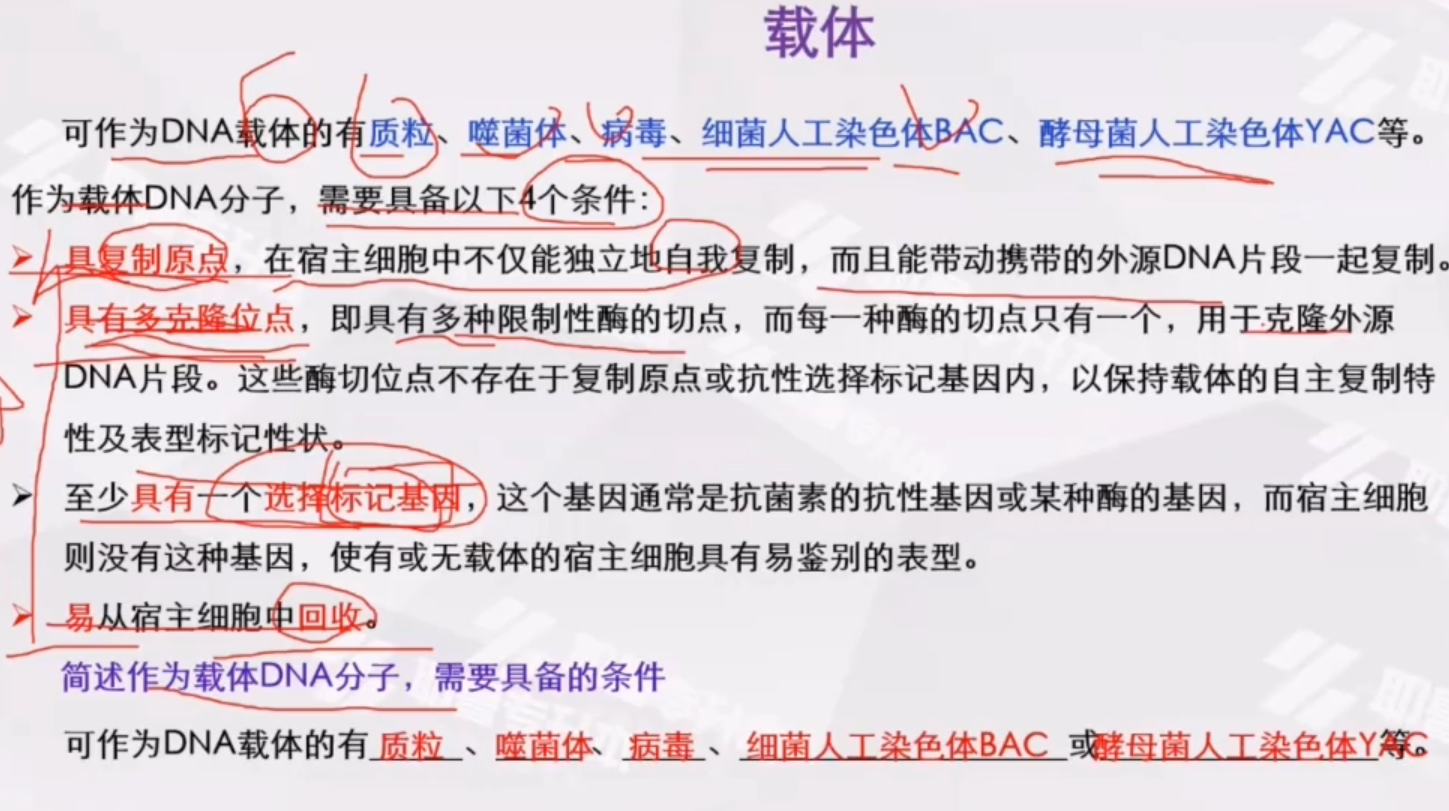 载体
可作为DNA载体的有质粒、噬菌体、病毒、细菌人工染色体BAC、酵母菌人工染色体YAC等。
作为载体DNA分子，需要具备以下4个条件：
➢ 具复制原点，在宿主细胞中不仅能独立地自我复制，而且能带动携带的外源DNA片段一起复制。
➢ 具有多克隆位点，即具有多种限制性酶的切点，而每一种酶的切点只有一个，用于克隆外源
DNA片段。这些酶切位点不存在于复制原点或抗性选择标记基因内，以保持载体的自主复制特
性及表型标记性状。
➢ 至少具有一个选择标记基因，这个基因通常是抗菌素的抗性基因或某种酶的基因，而宿主细胞
则没有这种基因，使有或无载体的宿主细胞具有易鉴别的表型。
➢ 易从宿主细胞中回收。
简述作为载体DNA分子，需要具备的条件
可作为DNA载体的有 质粒 、 噬菌体、 病毒 、 细菌人工染色体BAC 或酵母菌人工染色体YAC等。